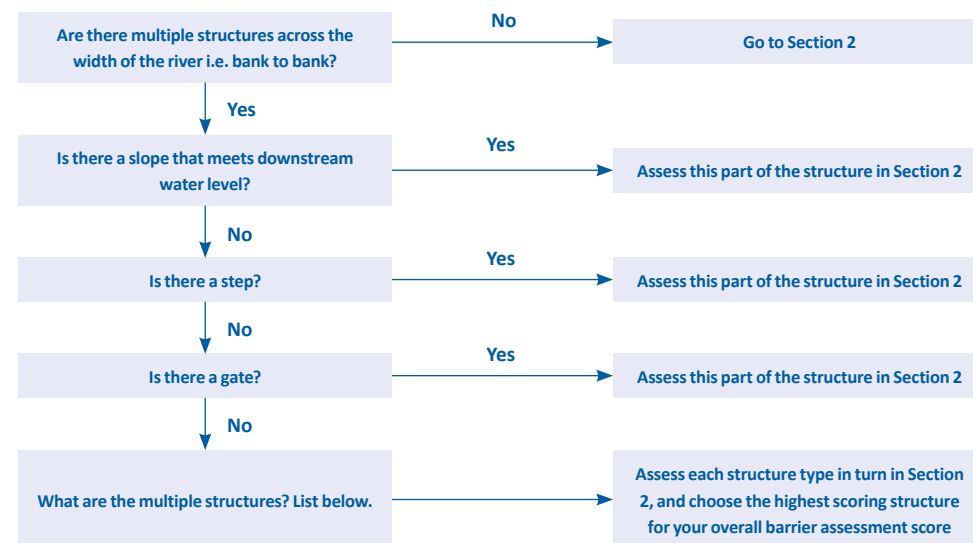 Are there multiple structures across the
width of the river i.e. bank to bank?
No
Go to Section 2
Yes
Is there a slope that meets downstream
water level?
Yes
Assess this part of the structure in Section 2
No
Is there a step?
Yes
Assess this part of the structure in Section 2
No
Is there a gate?
Yes
Assess this part of the structure in Section 2
No
What are the multiple structures? List below.
Assess each structure type in turn in Section
2, and choose the highest scoring structure
for your overall barrier assessment score